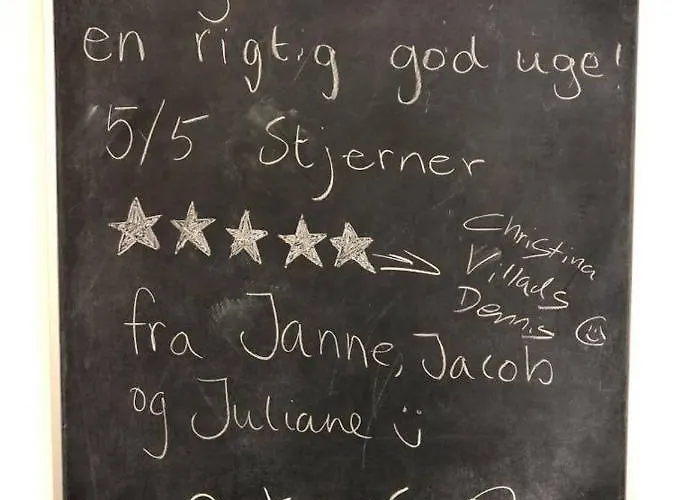 en rigtig god uge!
5/5 Stjerner
Christina
Villads
Dennis
fra Janne, Jacob
og Juliane